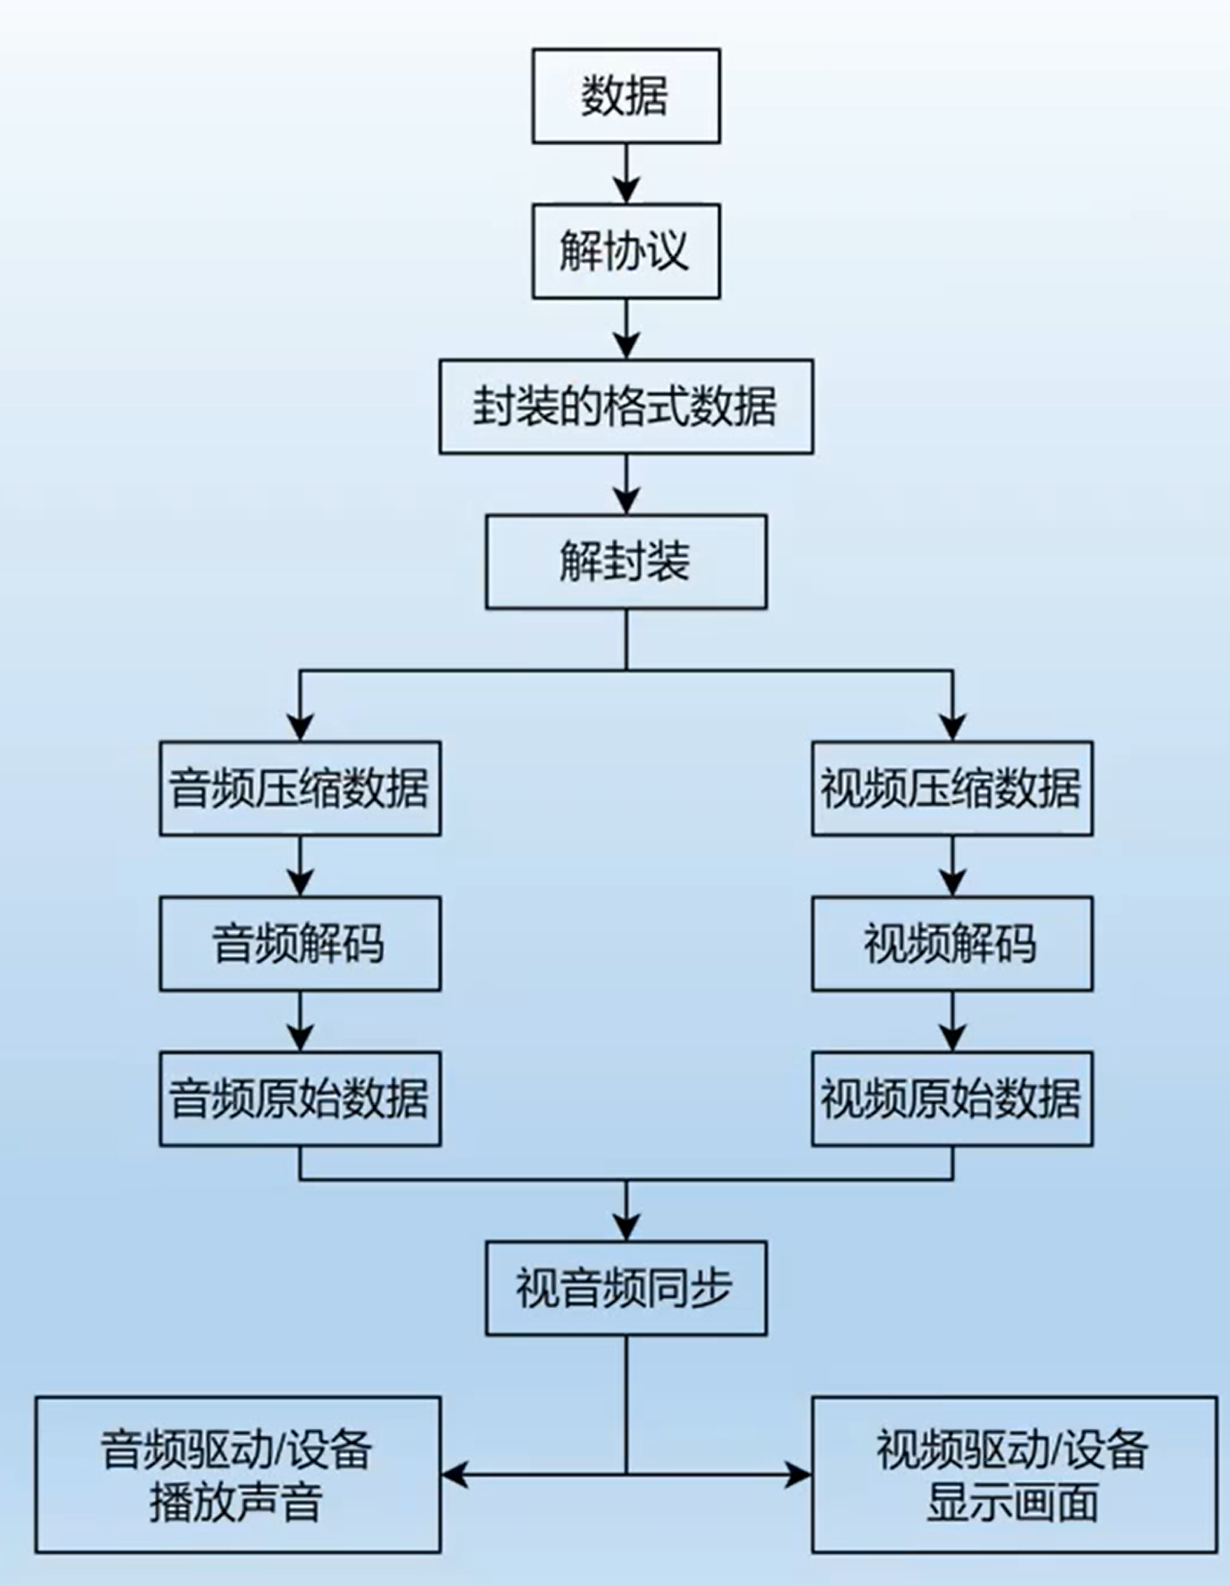 数据
解协议
封装的格式数据
解封装
音频压缩数据
视频压缩数据
音频解码
视频解码
音频原始数据
视频原始数据
视音频同步
音频驱动/设备
播放声音
视频驱动/设备
显示画面